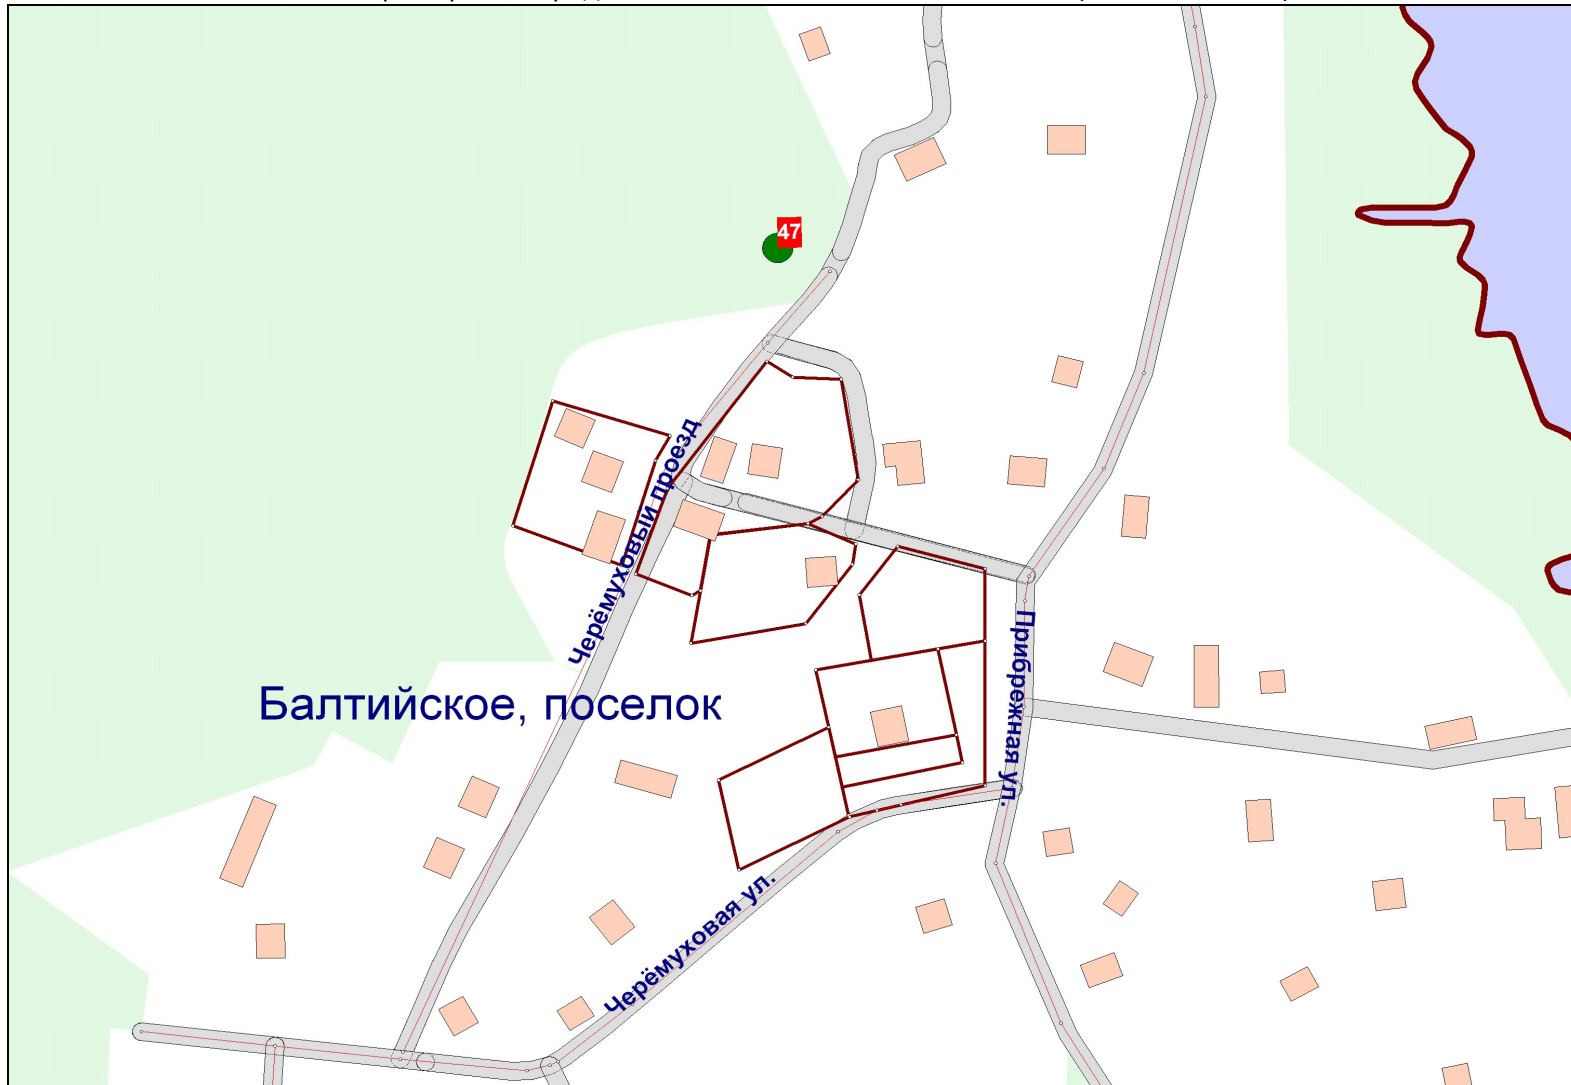 47
Черёмуховый проезд
Прибрежная ул.
Балтийское, поселок
Черёмуховая ул.